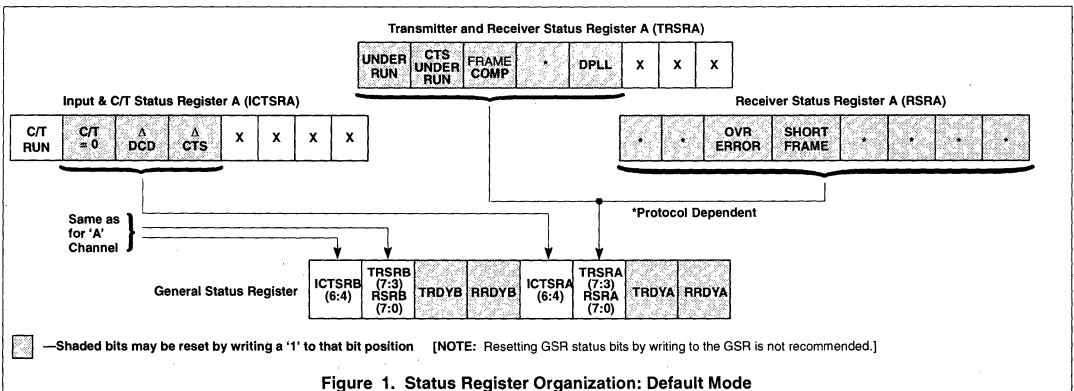 Transmitter and Receiver Status Register A (TRSRA)
UNDER
RUN
CTS
UNDER
RUN
FRAME
COMP
*
DPLL
X
X
X
Input & C/T Status Register A (ICTSRA)
C/T
RUN
C/T
= 0
Δ
DCD
Δ
CTS
X
X
X
X
Receiver Status Register A (RSRA)
*
*
OVR
ERROR
SHORT
FRAME
*
*
*
*
*Protocol Dependent
Same as
for 'A'
Channel
General Status Register
ICTSRB
(6:4)
TRSRB
(7:3)
RSRB
(7:0)
TRDYB
RRDYB
ICTSRA
(6:4)
TRSRA
(7:3)
RSRA
(7:0)
TRDYA
RRDYA
—Shaded bits may be reset by writing a '1' to that bit position [NOTE: Resetting GSR status bits by writing to the GSR is not recommended.]
Figure 1. Status Register Organization: Default Mode